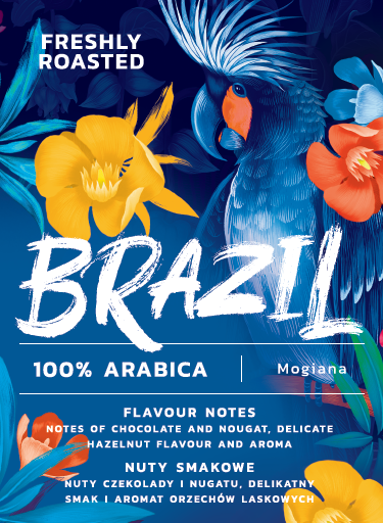 FRESHLY
ROASTED
BRAZIL
100% ARABICA | Mogiana
FLAVOUR NOTES
NOTES OF CHOCOLATE AND NOUGAT, DELICATE
HAZELNUT FLAVOUR AND AROMA
NUTY SMAKOWE
NUTY CZEKOLADY I NUGATU, DELIKATNY
SMAK I AROMAT ORZECHÓW LASKOWYCH